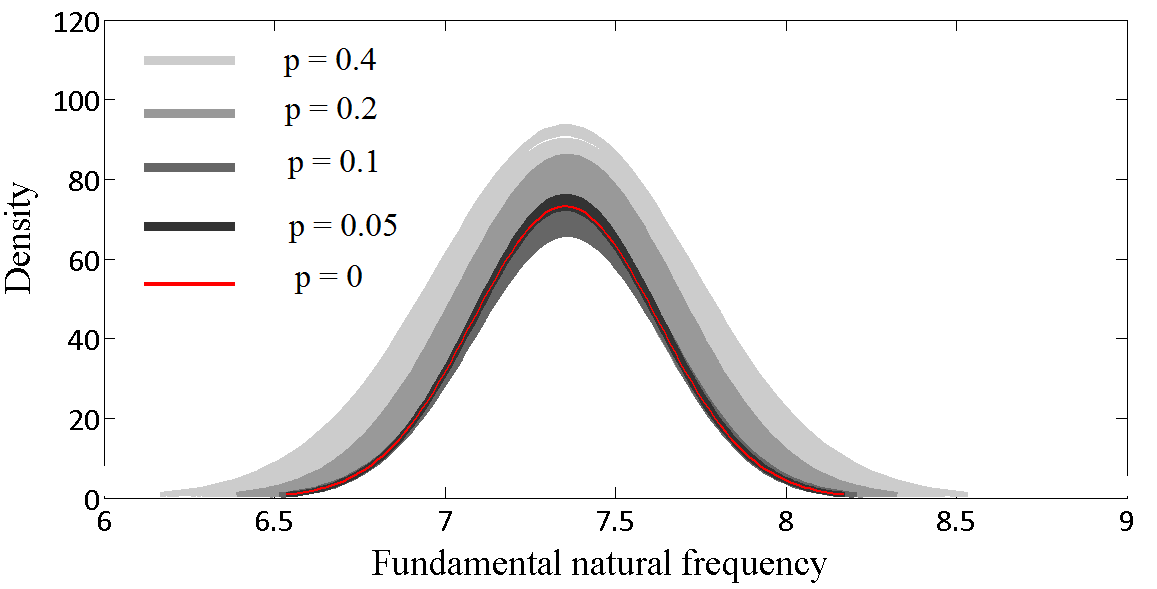 120
100
80
60
40
20
0
Density
p = 0.4
p = 0.2
p = 0.1
p = 0.05
p = 0
6 6.5 7 7.5 8 8.5 9
Fundamental natural frequency